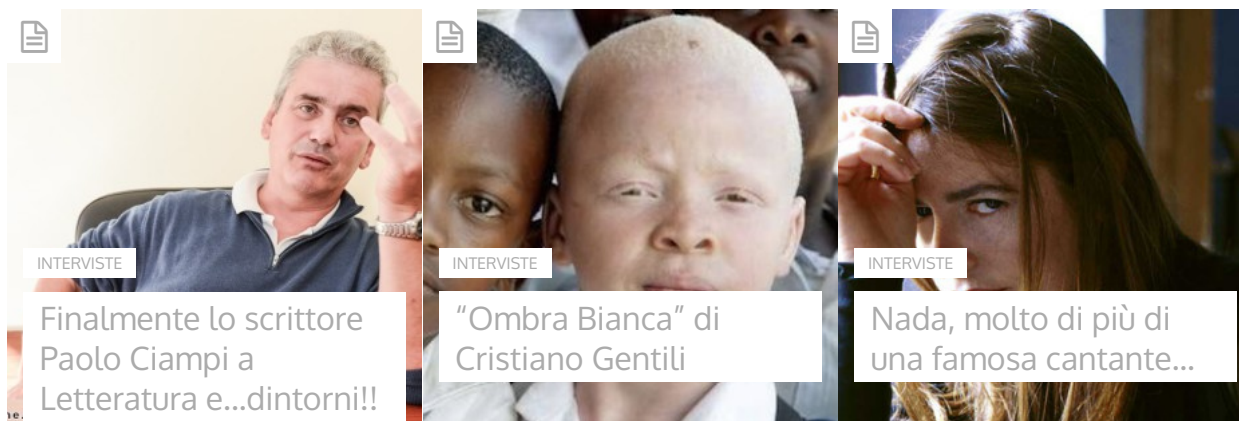 INTERVISTE
Finalmente lo scrittore
Paolo Ciampi a
Letteratura e...dintorni!!
he.
INTERVISTE
“Ombra Bianca” di
Cristiano Gentili
INTERVISTE
Nada, molto di più di
una famosa cantante...